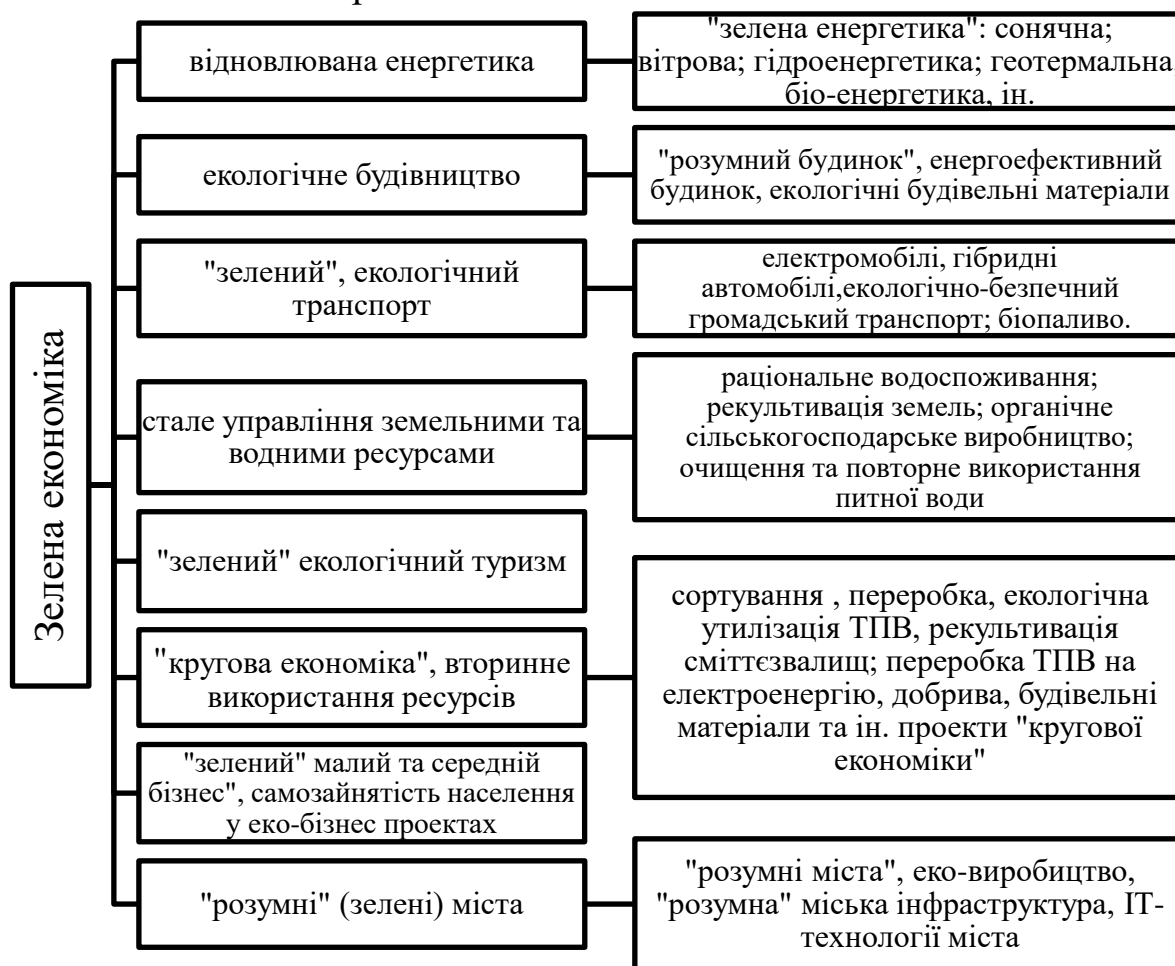 Зелена економіка
відновлювана енергетика
"зелена енергетика": сонячна;
вітрова; гідроенергетика; геотермальна
біо-енергетика, ін.
екологічне будівництво
"розумний будинок", енергоефективний
будинок, екологічні будівельні матеріали
"зелений", екологічний
транспорт
електромобілі, гібридні
автомобілі,екологічно-безпечний
громадський транспорт; біопаливо.
стале управління земельними та
водними ресурсами
раціональне водоспоживання;
рекультивація земель; органічне
сільськогосподарське виробництво;
очищення та повторне використання
питної води
"зелений" екологічний туризм
"кругова економіка", вторинне
використання ресурсів
сортування , переробка, екологічна
утилізація ТПВ, рекультивація
сміттєзвалищ; переробка ТПВ на
електроенергію, добрива, будівельні
матеріали та ін. проекти "кругової
економіки"
"зелений" малий та середній
бізнес", самозайнятість населення
у еко-бізнес проектах
"розумні" (зелені) міста
"розумні міста", еко-виробицтво,
"розумна" міська інфраструктура, ІТ-
технології міста